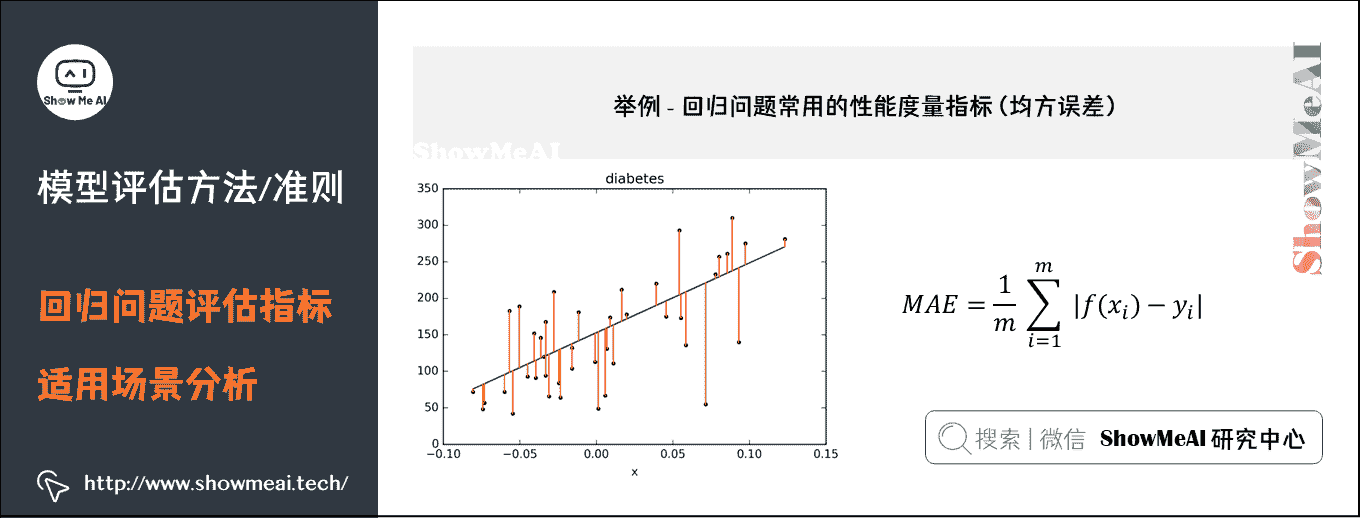 Show Me AI
模型评估方法/准则
回归问题评估指标
适用场景分析
http://www.showmeai.tech/
举例 - 回归问题常用的性能度量指标（均方误差）
ShowMeAI
ShowMeAI
diabetes
350
300
250
200
150
100
50
0
-0.10 -0.05 0.00 0.05 0.10 0.15
x
MAE = \frac{1}{m} \sum_{i=1}^{m} |f(x_i) − y_i|
搜索 | 微信 ShowMeAI 研究中心